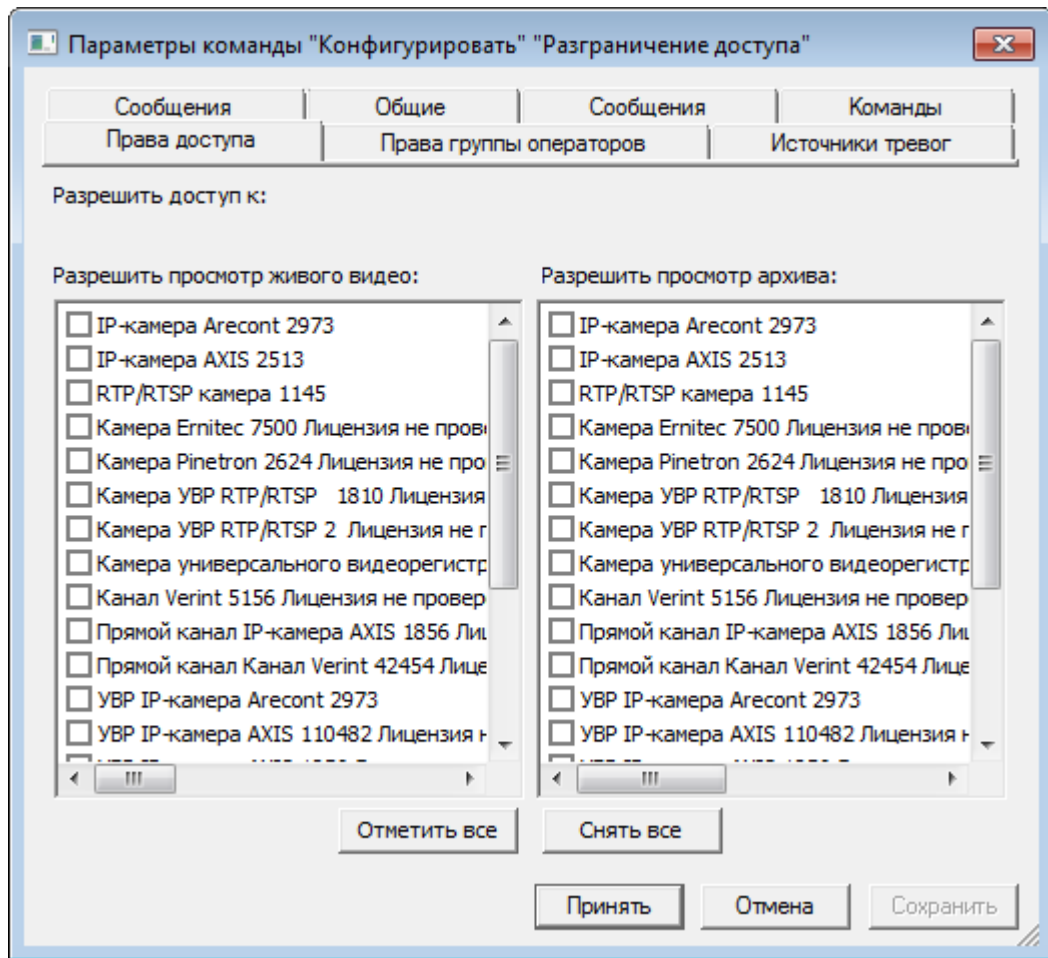 Параметры команды "Конфигурировать" "Разграничение доступа"
Сообщения Общие Сообщения Команды
Права доступа Права группы операторов Источники тревог
Разрешить доступ к:
Разрешить просмотр живого видео: Разрешить просмотр архива:
IP-камера Arecont 2973 IP-камера Arecont 2973
IP-камера AXIS 2513 IP-камера AXIS 2513
RTP/RTSP камера 1145 RTP/RTSP камера 1145
Камера Ernitec 7500 Лицензия не Камера Ernitec 7500 Лицензия не
Камера Pinetron 2624 Лицензия не Камера Pinetron 2624 Лицензия не
Камера УВР RTP/RTSP 1810 Лицензия Камера УВР RTP/RTSP 1810 Лицензия
Камера УВР RTP/RTSP 2 Лицензия не Камера УВР RTP/RTSP 2 Лицензия не
Камера универсального видеорегистр Камера универсального видеорегистр
Канал Verint 5156 Лицензия не провер Канал Verint 5156 Лицензия не провер
Прямой канал IP-камера AXIS 1856 Прямой канал IP-камера AXIS 1856
Прямой канал Канал Verint 42454 Лице Прямой канал Канал Verint 42454 Лице
УВР IP-камера Arecont 2973 УВР IP-камера Arecont 2973
УВР IP-камера AXIS 110482 Лицензия УВР IP-камера AXIS 110482 Лицензия
Отметить все Снять все
Принять Отмена Сохранить